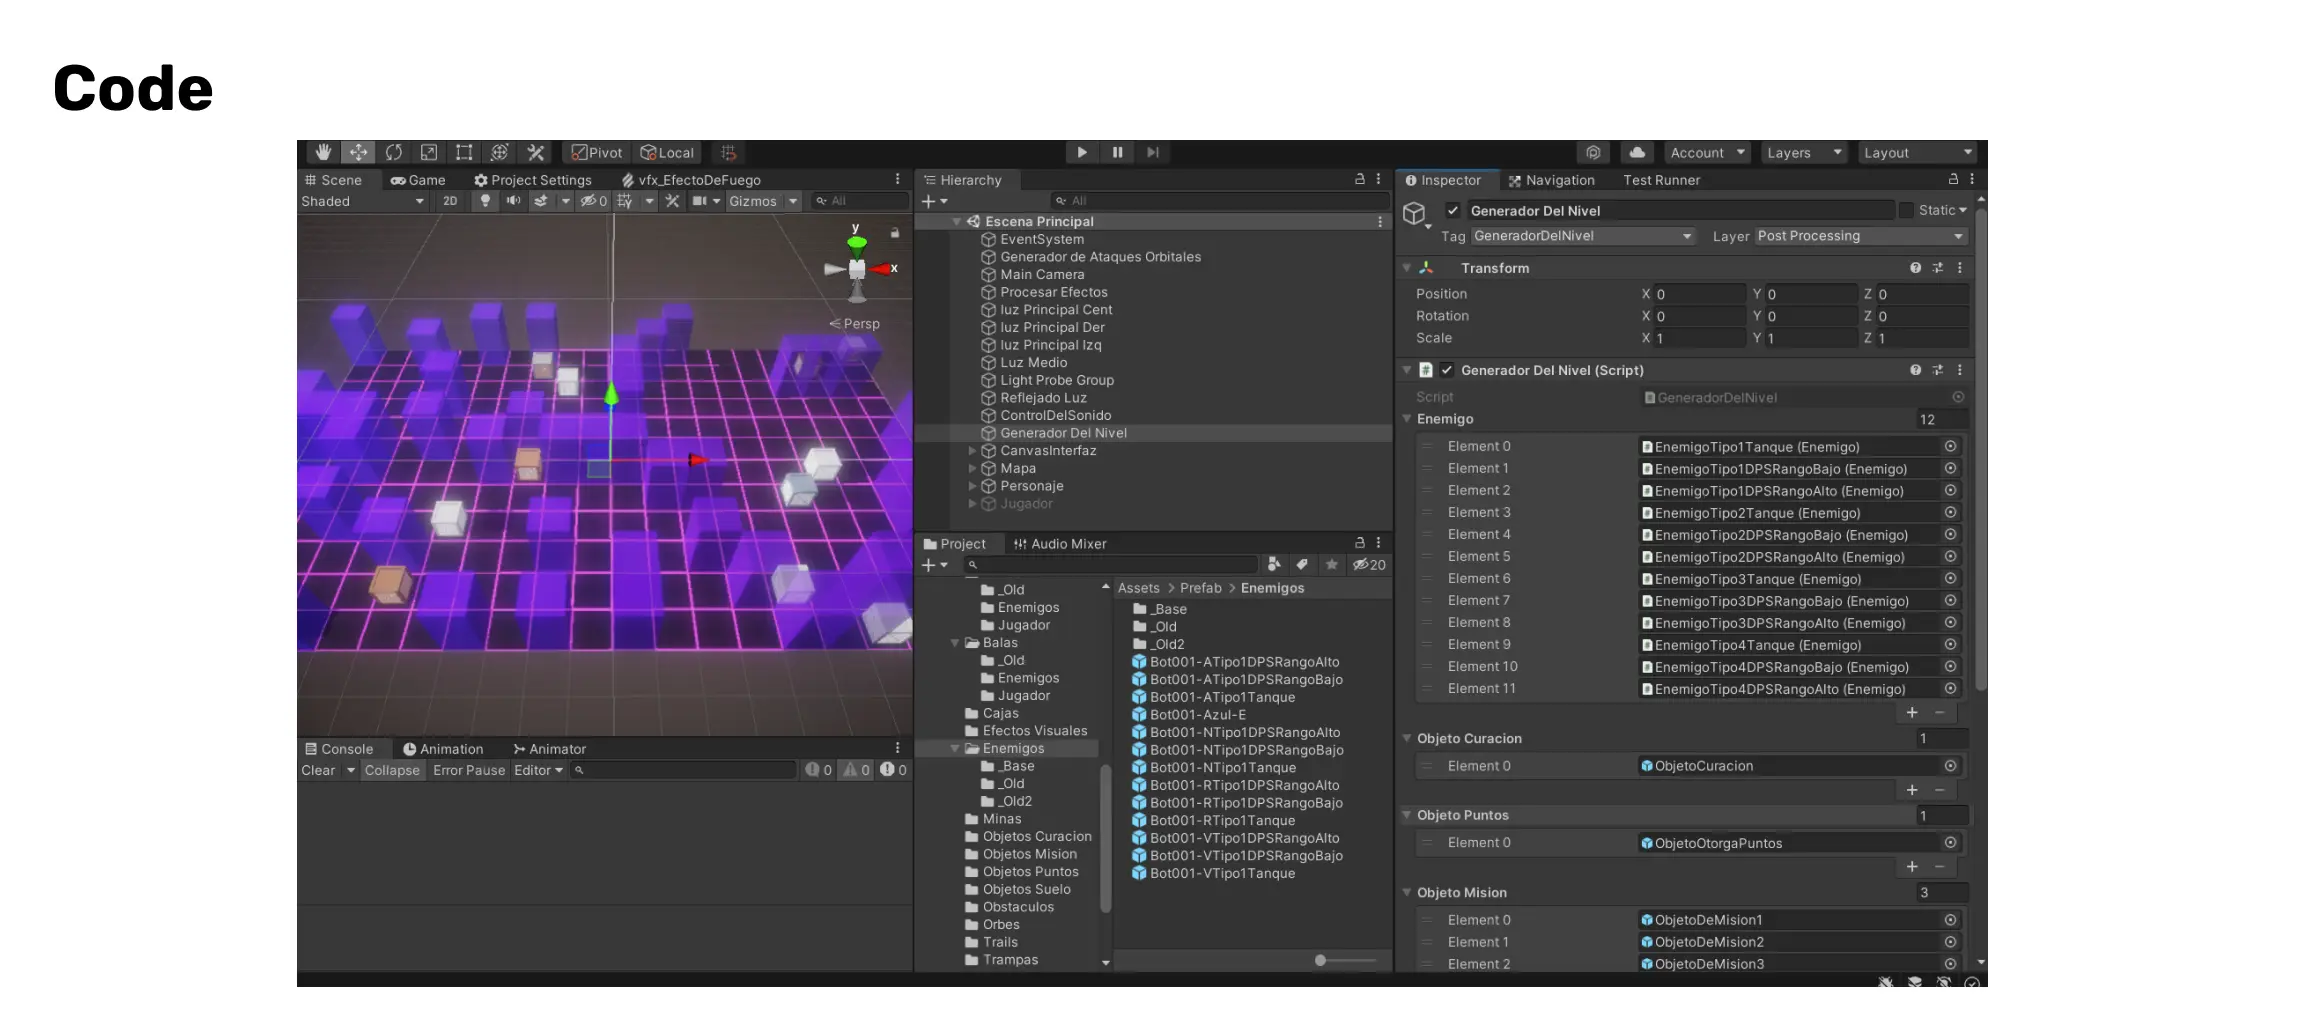 Code
Pivot
Local
Account
Layers
Layout
Scene
Game
Project Settings
vfx_EfectoDeFuego
Shaded
2D
0
Gizmos
All
y
x
Persp
Hierarchy
All
Escena Principal
EventSystem
Generador de Ataques Orbitales
Main Camera
Procesar Efectos
luz Principal Cent
luz Principal Der
luz Principal Izq
Luz Medio
Light Probe Group
Reflejado Luz
ControlDelSonido
Generador Del Nivel
CanvasInterfaz
Mapa
Personaje
Jugador
Console
Animation
Animator
Clear
Collapse
Error Pause
Editor
0
0
0
Project
Audio Mixer
20
_Old
Enemigos
Jugador
Balas
_Old
Enemigos
Jugador
Cajas
Efectos Visuales
Enemigos
_Base
_Old
_Old2
Minas
Objetos Curacion
Objetos Mision
Objetos Puntos
Objetos Suelo
Obstaculos
Orbes
Trails
Trampas
Assets > Prefab > Enemigos
_Base
_Old
_Old2
Bot001-ATipo1DPSRangoAlto
Bot001-ATipo1DPSRangoBajo
Bot001-ATipo1Tanque
Bot001-Azul-E
Bot001-NTipo1DPSRangoAlto
Bot001-NTipo1DPSRangoBajo
Bot001-NTipo1Tanque
Bot001-RTipo1DPSRangoAlto
Bot001-RTipo1DPSRangoBajo
Bot001-RTipo1Tanque
Bot001-VTipo1DPSRangoAlto
Bot001-VTipo1DPSRangoBajo
Bot001-VTipo1Tanque
Inspector
Navigation
Test Runner
Generador Del Nivel
Static
Tag GeneradorDelNivel
Layer Post Processing
Transform
Position X 0 Y 0 Z 0
Rotation X 0 Y 0 Z 0
Scale X 1 Y 1 Z 1
Generador Del Nivel (Script)
Script GeneradorDelNivel
Enemigo 12
Element 0 EnemigoTipo1Tanque (Enemigo)
Element 1 EnemigoTipo1DPSRangoBajo (Enemigo)
Element 2 EnemigoTipo1DPSRangoAlto (Enemigo)
Element 3 EnemigoTipo2Tanque (Enemigo)
Element 4 EnemigoTipo2DPSRangoBajo (Enemigo)
Element 5 EnemigoTipo2DPSRangoAlto (Enemigo)
Element 6 EnemigoTipo3Tanque (Enemigo)
Element 7 EnemigoTipo3DPSRangoBajo (Enemigo)
Element 8 EnemigoTipo3DPSRangoAlto (Enemigo)
Element 9 EnemigoTipo4Tanque (Enemigo)
Element 10 EnemigoTipo4DPSRangoBajo (Enemigo)
Element 11 EnemigoTipo4DPSRangoAlto (Enemigo)
Objeto Curacion 1
Element 0 ObjetoCuracion
Objeto Puntos 1
Element 0 ObjetoOtorgaPuntos
Objeto Mision 3
Element 0 ObjetoDeMision1
Element 1 ObjetoDeMision2
Element 2 ObjetoDeMision3